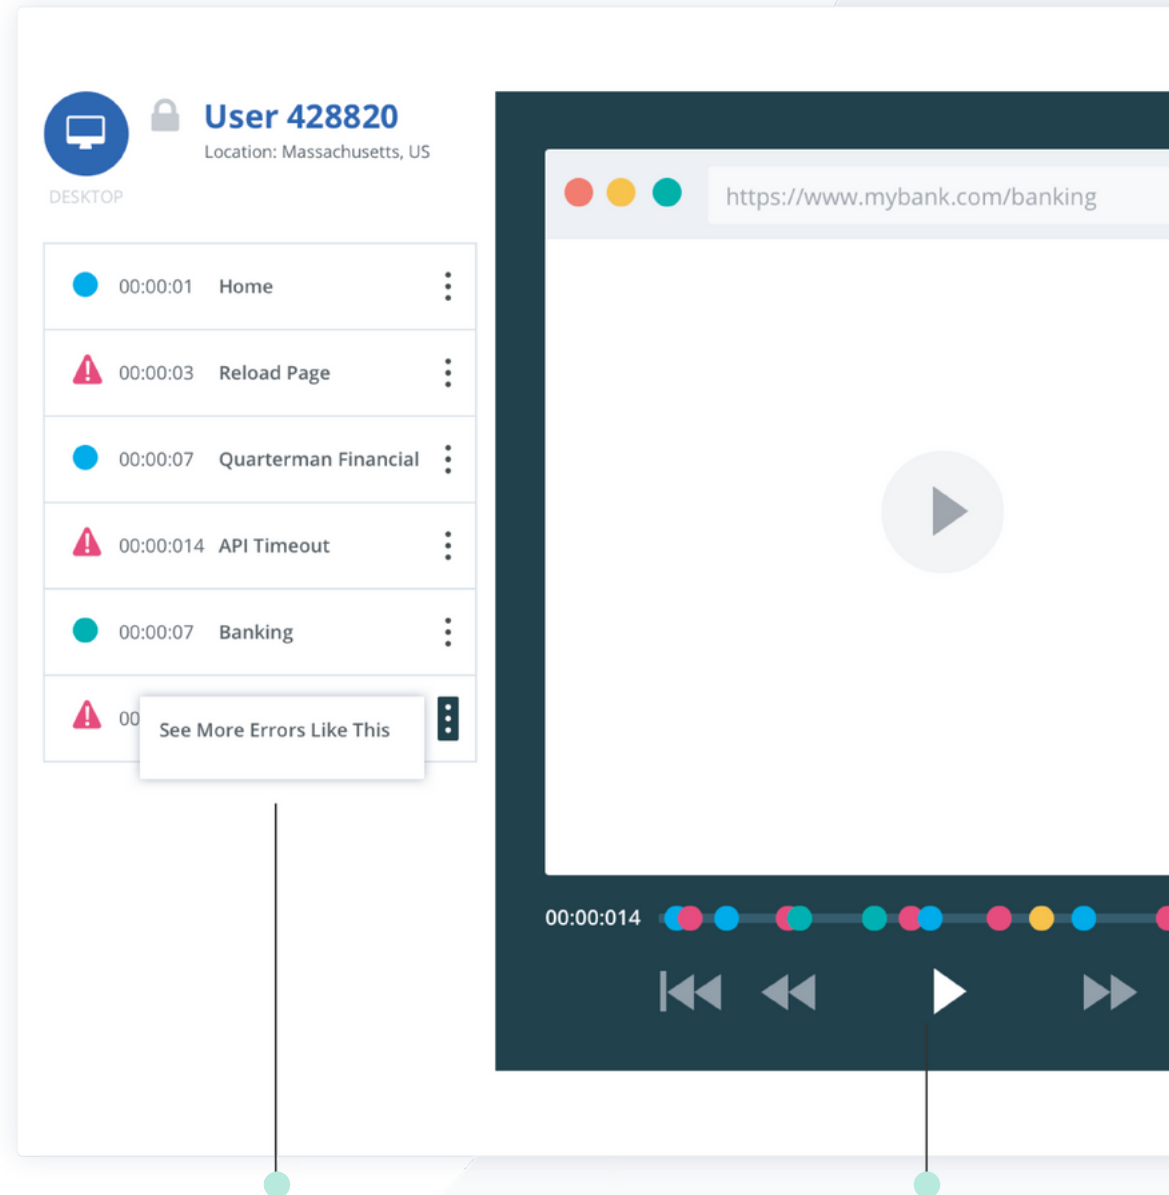 User 428820
Location: Massachusetts, US
DESKTOP
00:00:01 Home
00:00:03 Reload Page
00:00:07 Quarterman Financial
00:00:014 API Timeout
00:00:07 Banking
00
See More Errors Like This
https://www.mybank.com/banking
00:00:014